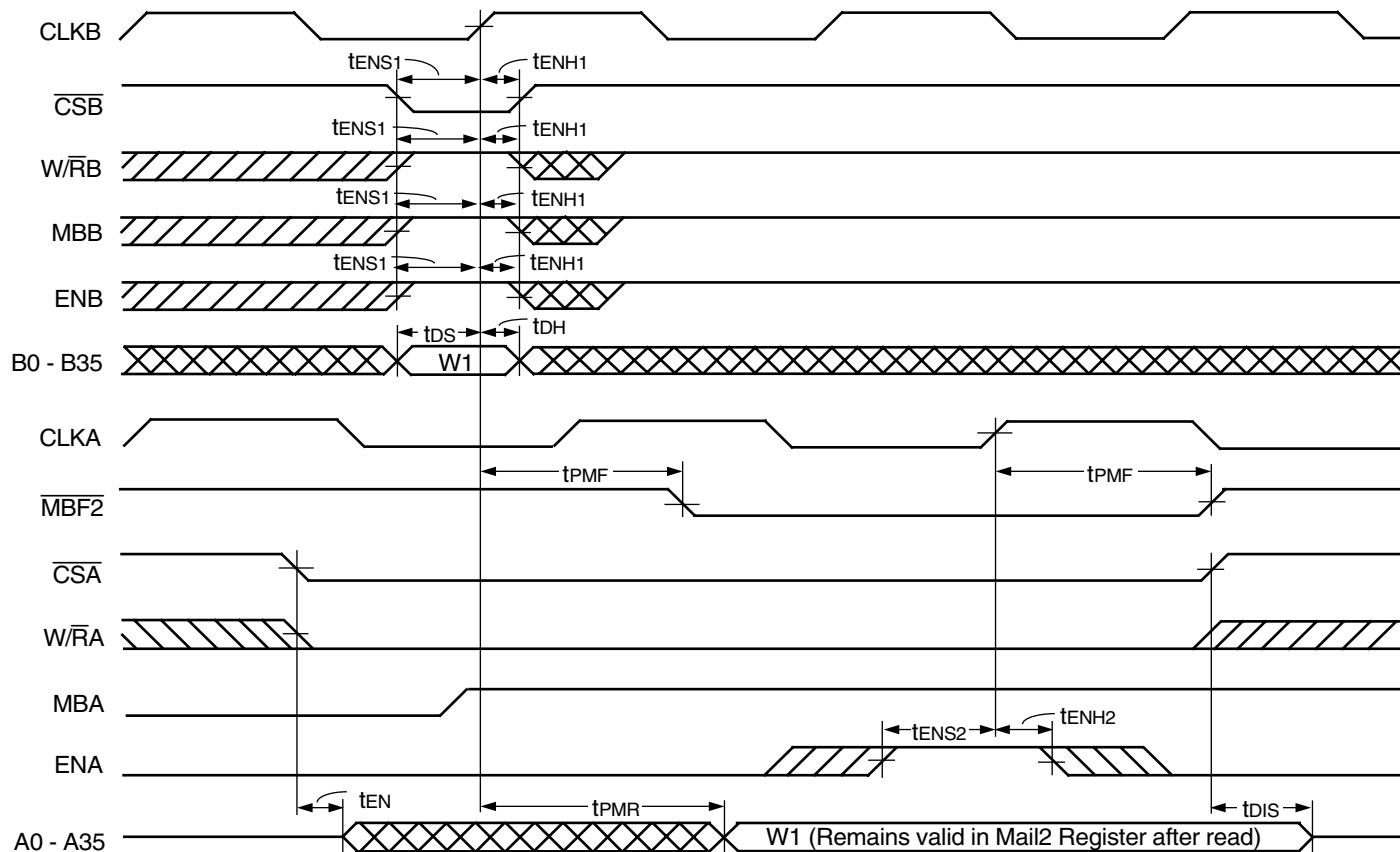 CLKB
tENS1 tENH1
CSB
tENS1 tENH1
W/RB
tENS1 tENH1
MBB
tENS1 tENH1
ENB
tDS tDH
B0 - B35 W1
CLKA
tPMF tPMF
MBF2
CSA
W/RA
MBA
tENS2 tENH2
ENA
tEN tPMR tDIS
A0 - A35 W1 (Remains valid in Mail2 Register after read)